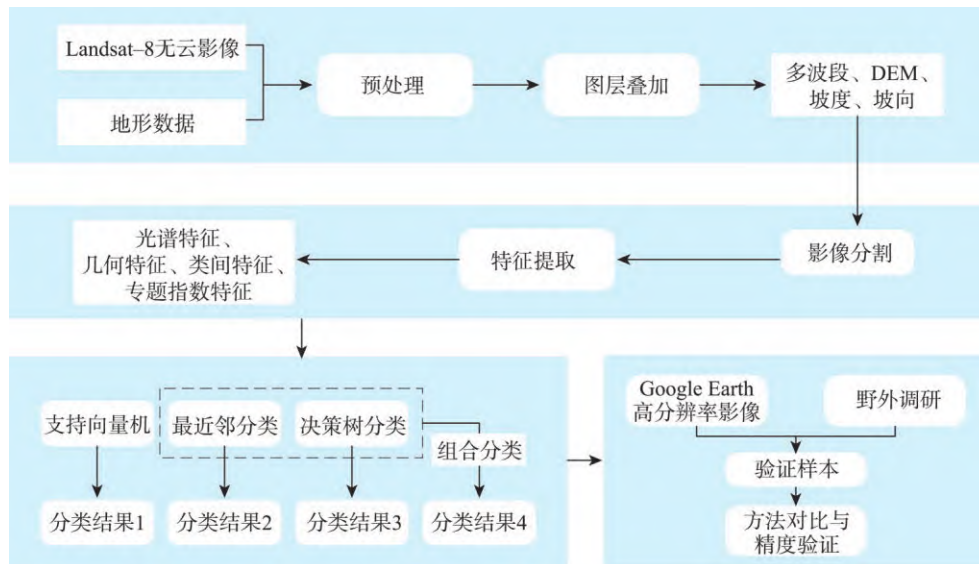 Landsat–8无云影像
地形数据
预处理
图层叠加
多波段、DEM、
坡度、坡向
影像分割
特征提取
光谱特征、
几何特征、类间特征、
专题指数特征
支持向量机
最近邻分类
决策树分类
组合分类
分类结果1
分类结果2
分类结果3
分类结果4
Google Earth
高分辨率影像
野外调研
验证样本
方法对比与
精度验证